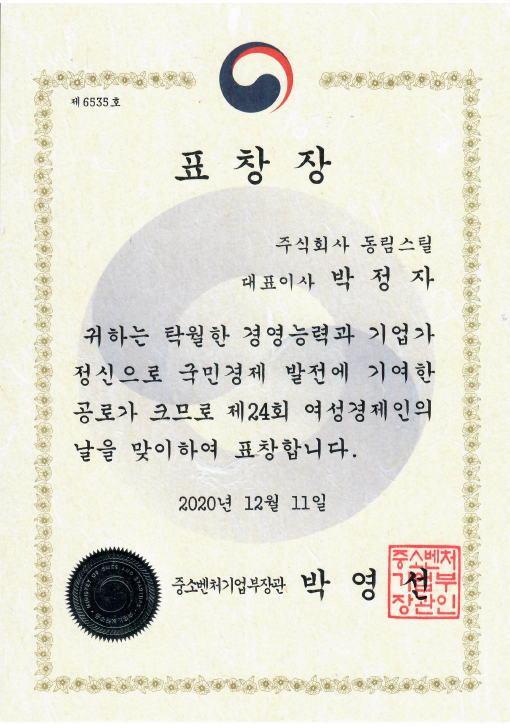 제 6535 호
표 창 장
주식회사 동림스틸
대표이사 박 정 자
귀하는 탁월한 경영능력과 기업가
정신으로 국민경제 발전에 기여한
공로가 크므로 제24회 여성경제인의
날을 맞이하여 표창합니다.
2020년 12월 11일
중소벤처기업부장관 박 영 선
중소벤처
기업부
장관인